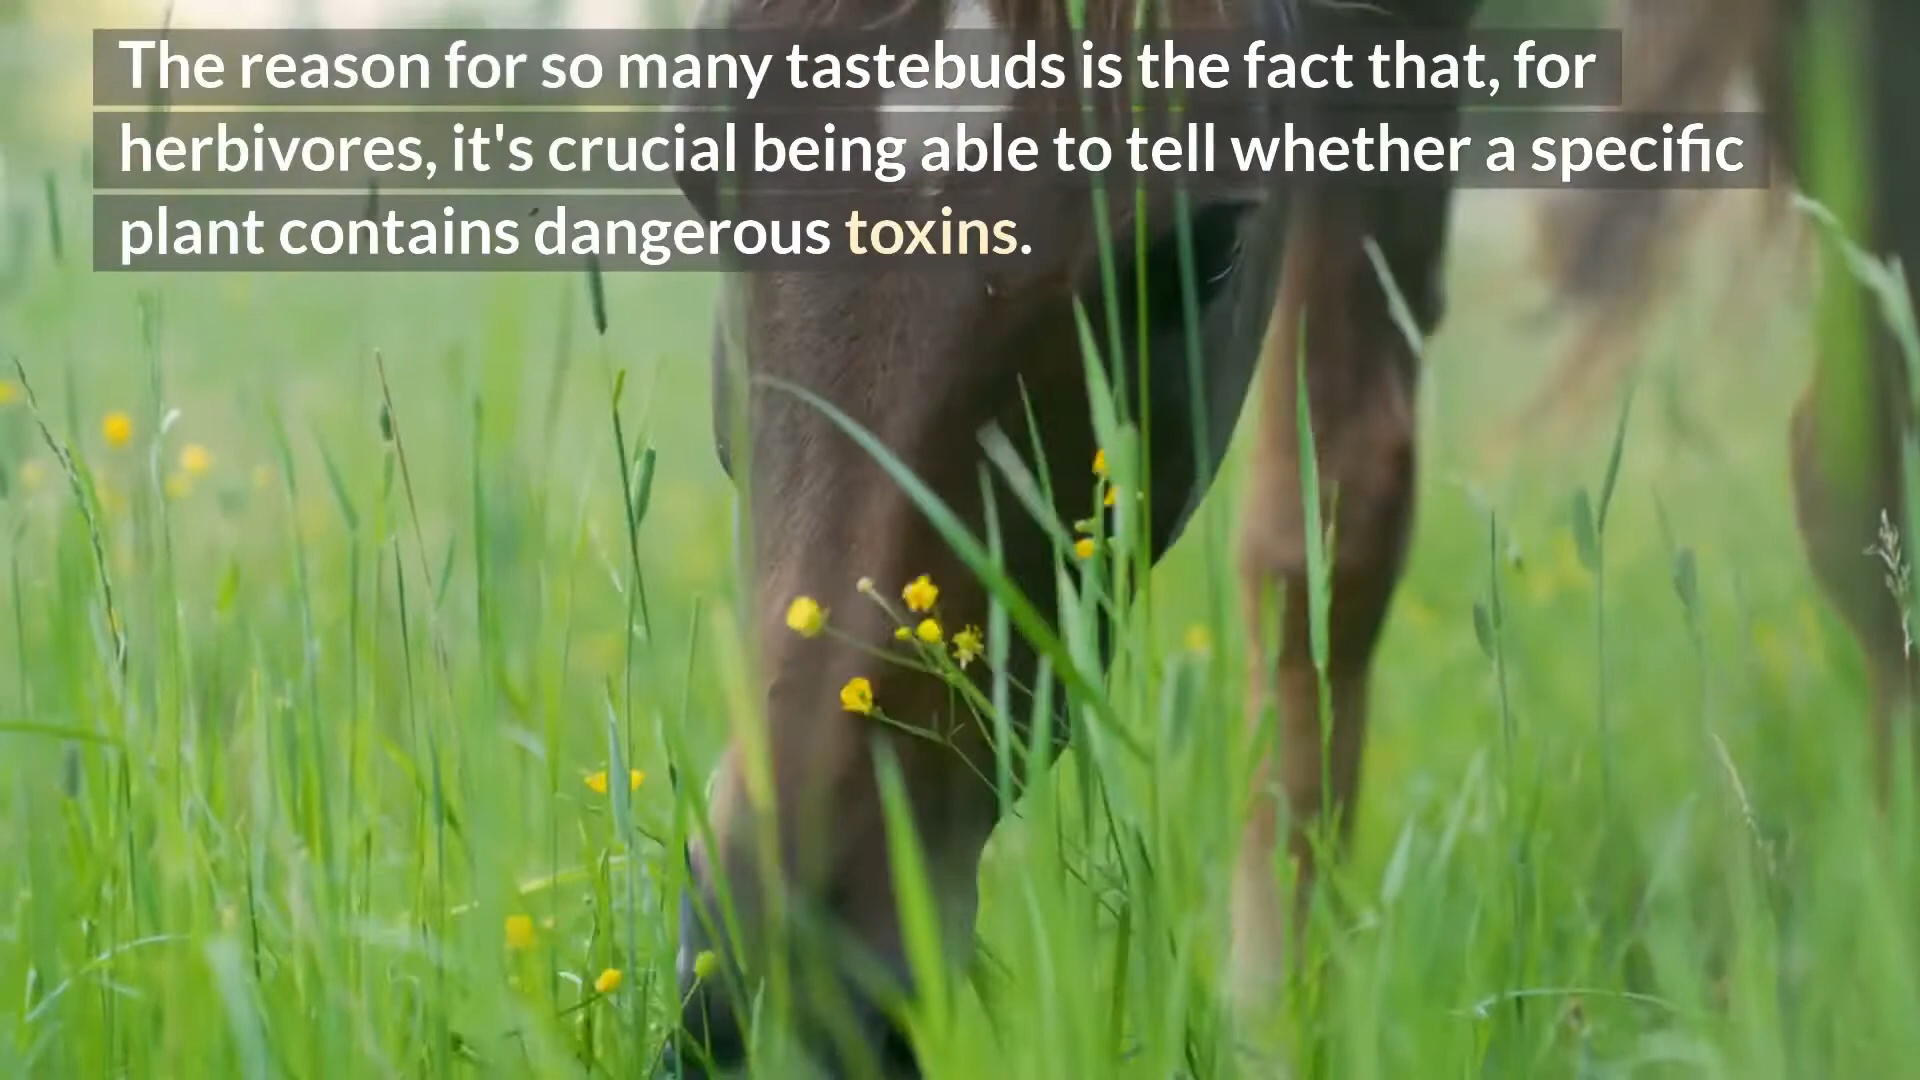 The reason for so many tastebuds is the fact that, for
herbivores, it's crucial being able to tell whether a specific
plant contains dangerous toxins.